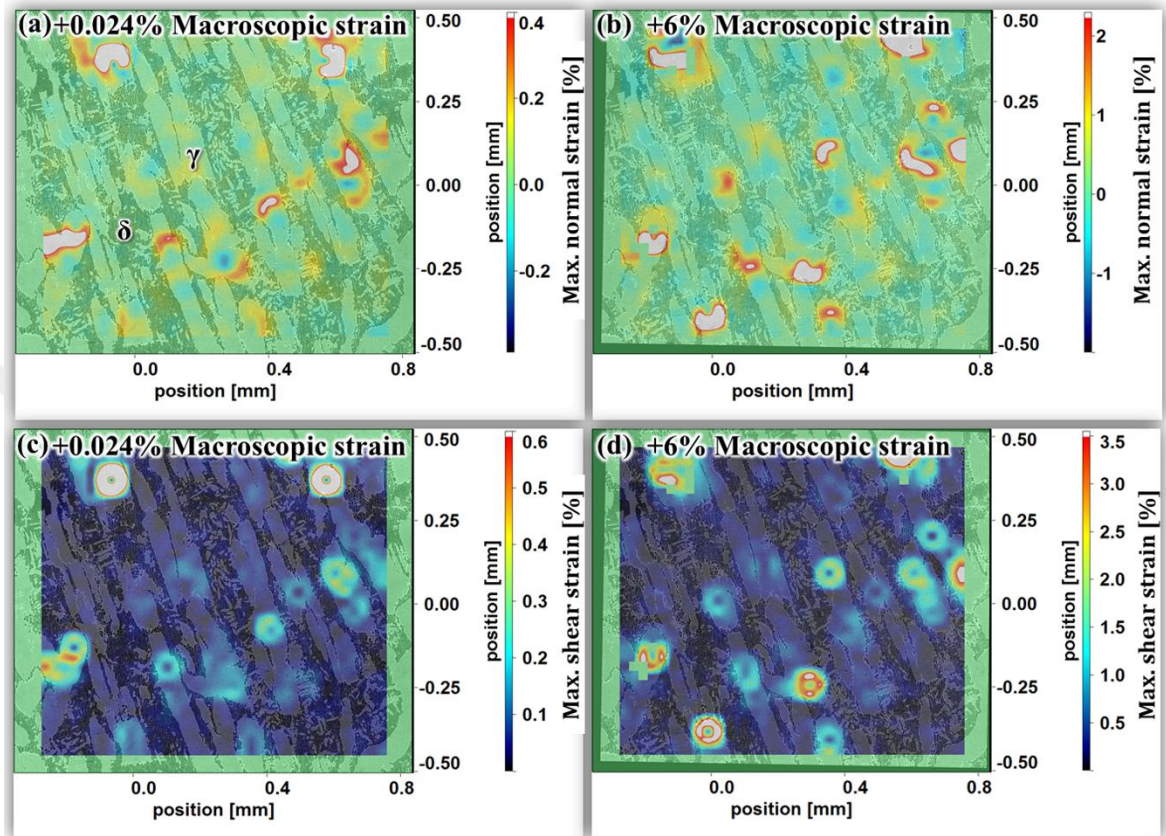 (a) +0.024% Macroscopic strain
0.4
0.2
0.0
-0.2
Max. normal strain [%]
0.50
0.25
0.00
-0.25
-0.50
position [mm]
γ
δ
0.0 0.4 0.8
position [mm]
(b) +6% Macroscopic strain
2
1
0
-1
Max. normal strain [%]
0.50
0.25
0.00
-0.25
-0.50
position [mm]
0.0 0.4 0.8
position [mm]
(c) +0.024% Macroscopic strain
0.6
0.5
0.4
0.3
0.2
0.1
Max. shear strain [%]
0.50
0.25
0.00
-0.25
-0.50
position [mm]
0.0 0.4 0.8
position [mm]
(d) +6% Macroscopic strain
3.5
3.0
2.5
2.0
1.5
1.0
0.5
Max. shear strain [%]
0.50
0.25
0.00
-0.25
-0.50
position [mm]
0.0 0.4 0.8
position [mm]